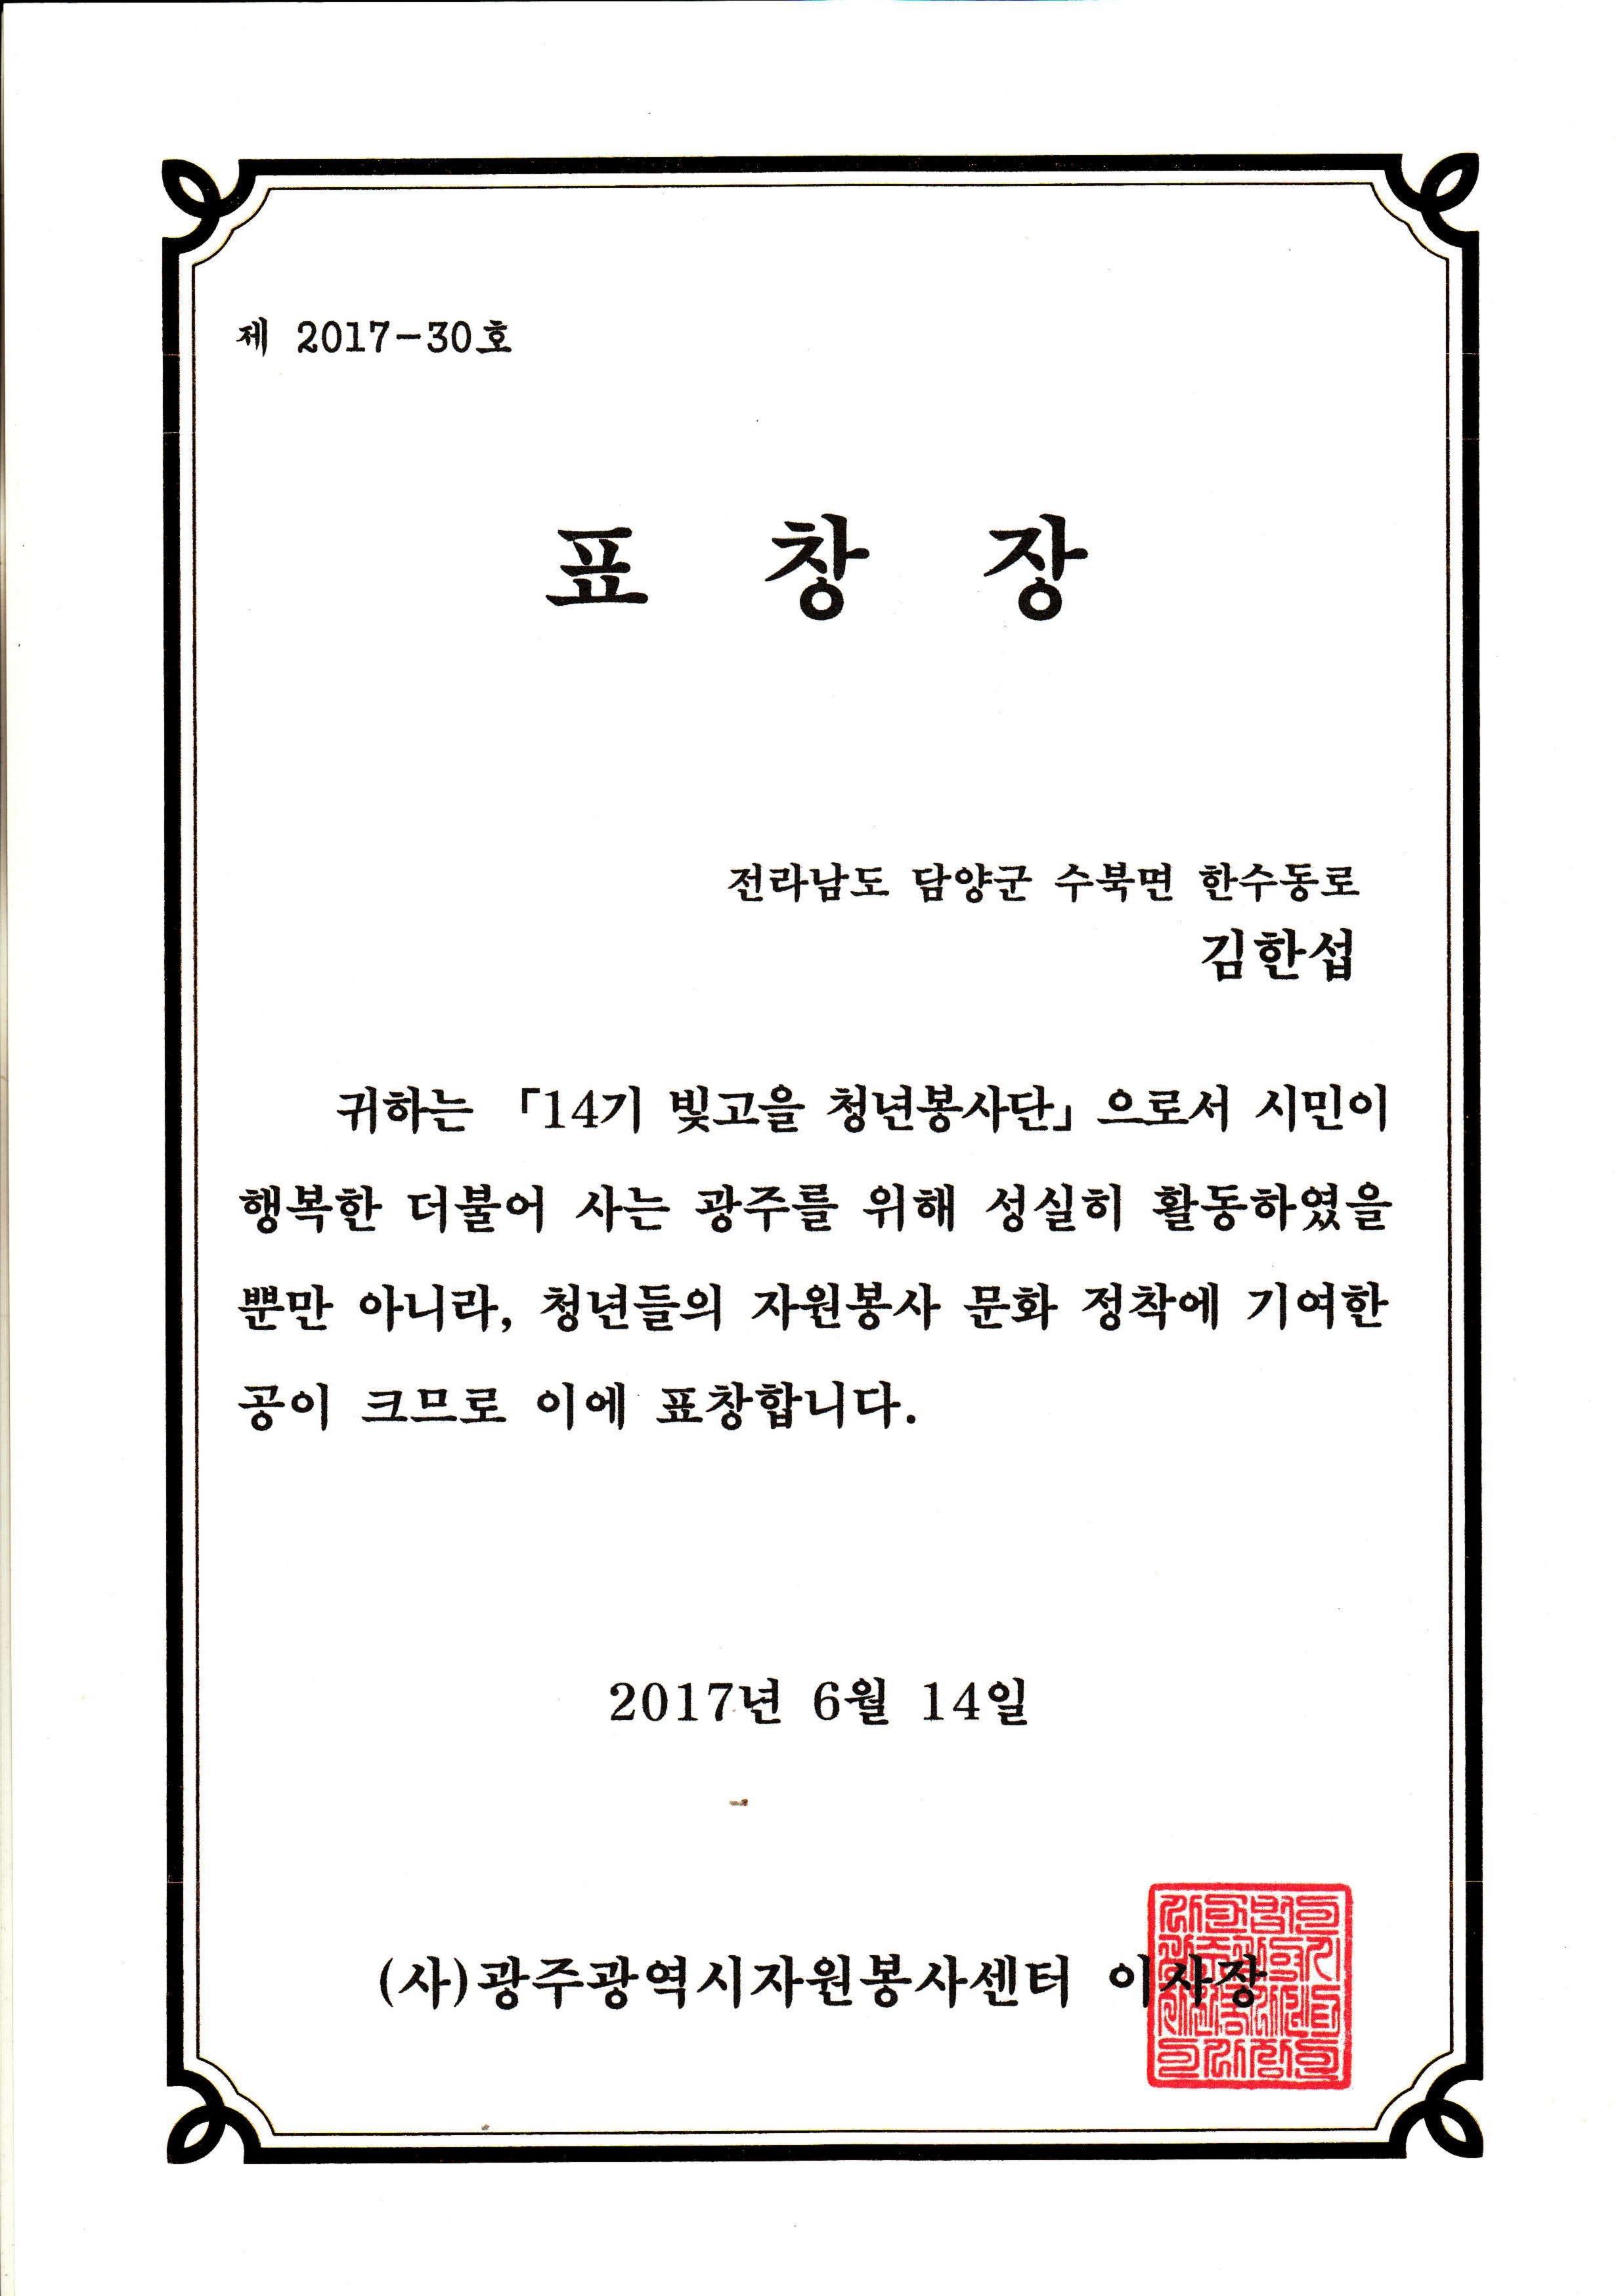 제 2017-30호
표 창 장
전라남도 담양군 수북면 한수동로
김한섭
귀하는 「14기 빛고을 청년봉사단」으로서 시민이
행복한 더불어 사는 광주를 위해 성실히 활동하였을
뿐만 아니라, 청년들의 자원봉사 문화 정착에 기여한
공이 크므로 이에 표창합니다.
2017년 6월 14일
(사)광주광역시자원봉사센터 이사장